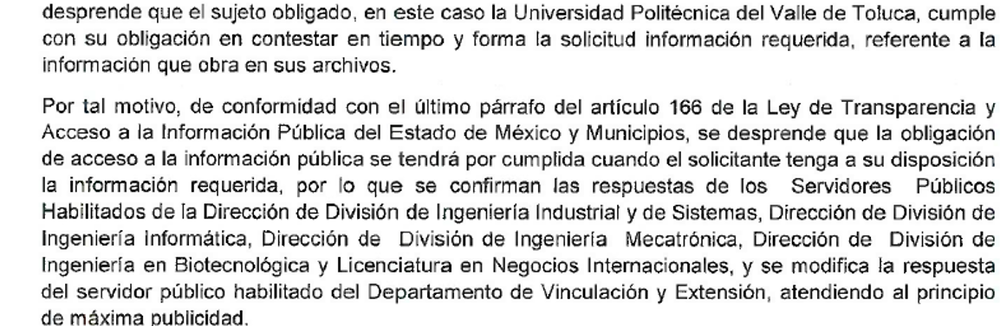 desprende que el sujeto obligado, en este caso la Universidad Politécnica del Valle de Toluca, cumple
con su obligación en contestar en tiempo y forma la solicitud información requerida, referente a la
información que obra en sus archivos.
Por tal motivo, de conformidad con el último párrafo del artículo 166 de la Ley de Transparencia y
Acceso a la Información Pública del Estado de México y Municipios, se desprende que la obligación
de acceso a la información pública se tendrá por cumplida cuando el solicitante tenga a su disposición
la información requerida, por lo que se confirman las respuestas de los Servidores Públicos
Habilitados de la Dirección de División de Ingeniería Industrial y de Sistemas, Dirección de División de
Ingeniería informática, Dirección de División de Ingeniería Mecatrónica, Dirección de División de
Ingeniería en Biotecnológica y Licenciatura en Negocios Internacionales, y se modifica la respuesta
del servidor público habilitado del Departamento de Vinculación y Extensión, atendiendo al principio
de máxima publicidad.